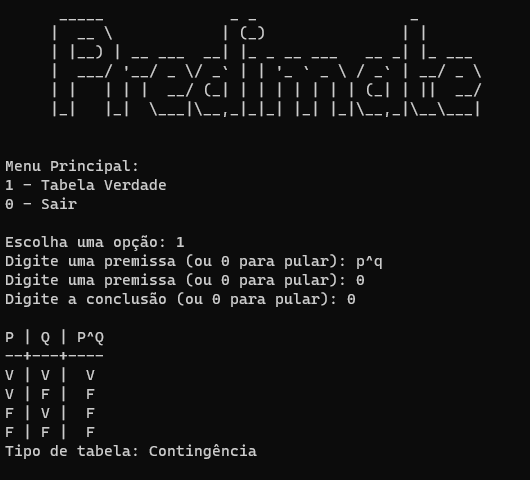 Predimate
Menu Principal:
1 - Tabela Verdade
0 - Sair
Escolha uma opção: 1
Digite uma premissa (ou 0 para pular): p^q
Digite uma premissa (ou 0 para pular): 0
Digite a conclusão (ou 0 para pular): 0
P | Q | P^Q
--+---+----
V | V |  V
V | F |  F
F | V |  F
F | F |  F
Tipo de tabela: Contingência